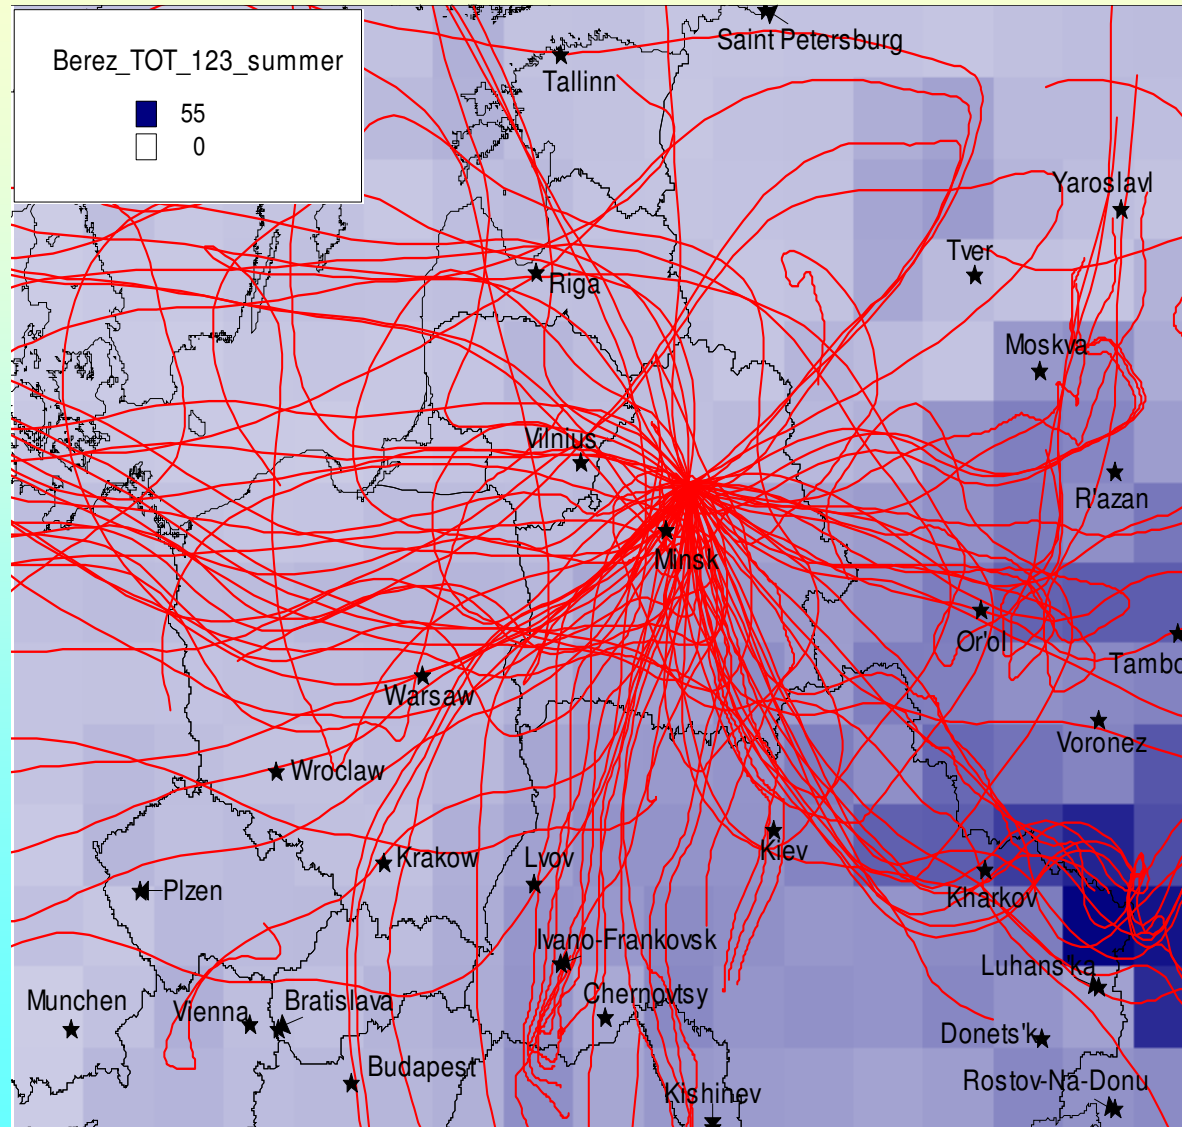 Berez_TOT_123_summer
55
0
Saint Petersburg
Tallinn
Yaroslavl
Tver
Riga
Moskva
Vilnius
R'azan
Minsk
Or'ol
Tambo
Warsaw
Voronez
Wroclaw
Kiev
Krakow
Lvov
Kharkov
Plzen
Ivano-Frankovsk
Luhans'ka
Chernovtsy
Munchen
Vienna
Bratislava
Donets'k
Budapest
Kishinev
Rostov-Na-Donu